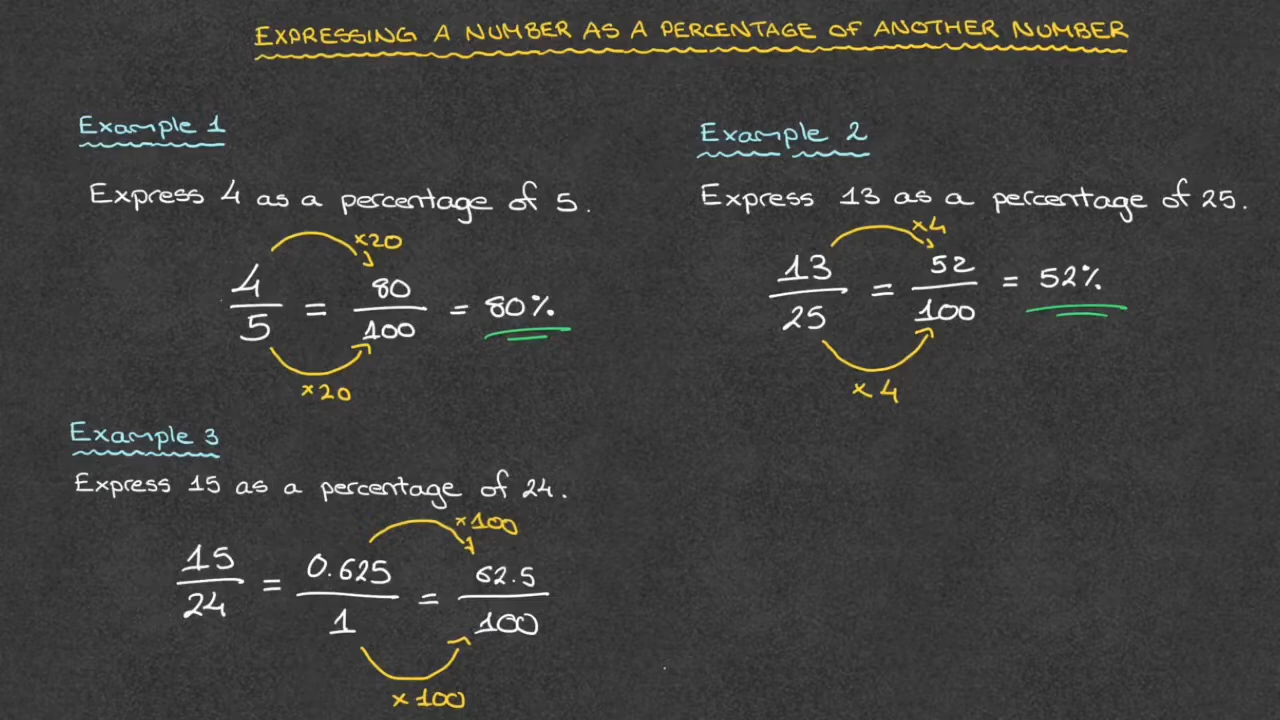 EXPRESSING A NUMBER AS A PERCENTAGE OF ANOTHER NUMBER
Example 1
Express 4 as a percentage of 5.
×20
4/5 = 80/100 = 80%
×20
Example 2
Express 13 as a percentage of 25.
×4
13/25 = 52/100 = 52%
×4
Example 3
Express 15 as a percentage of 24.
×100
15/24 = 0.625/1 = 62.5/100
×100